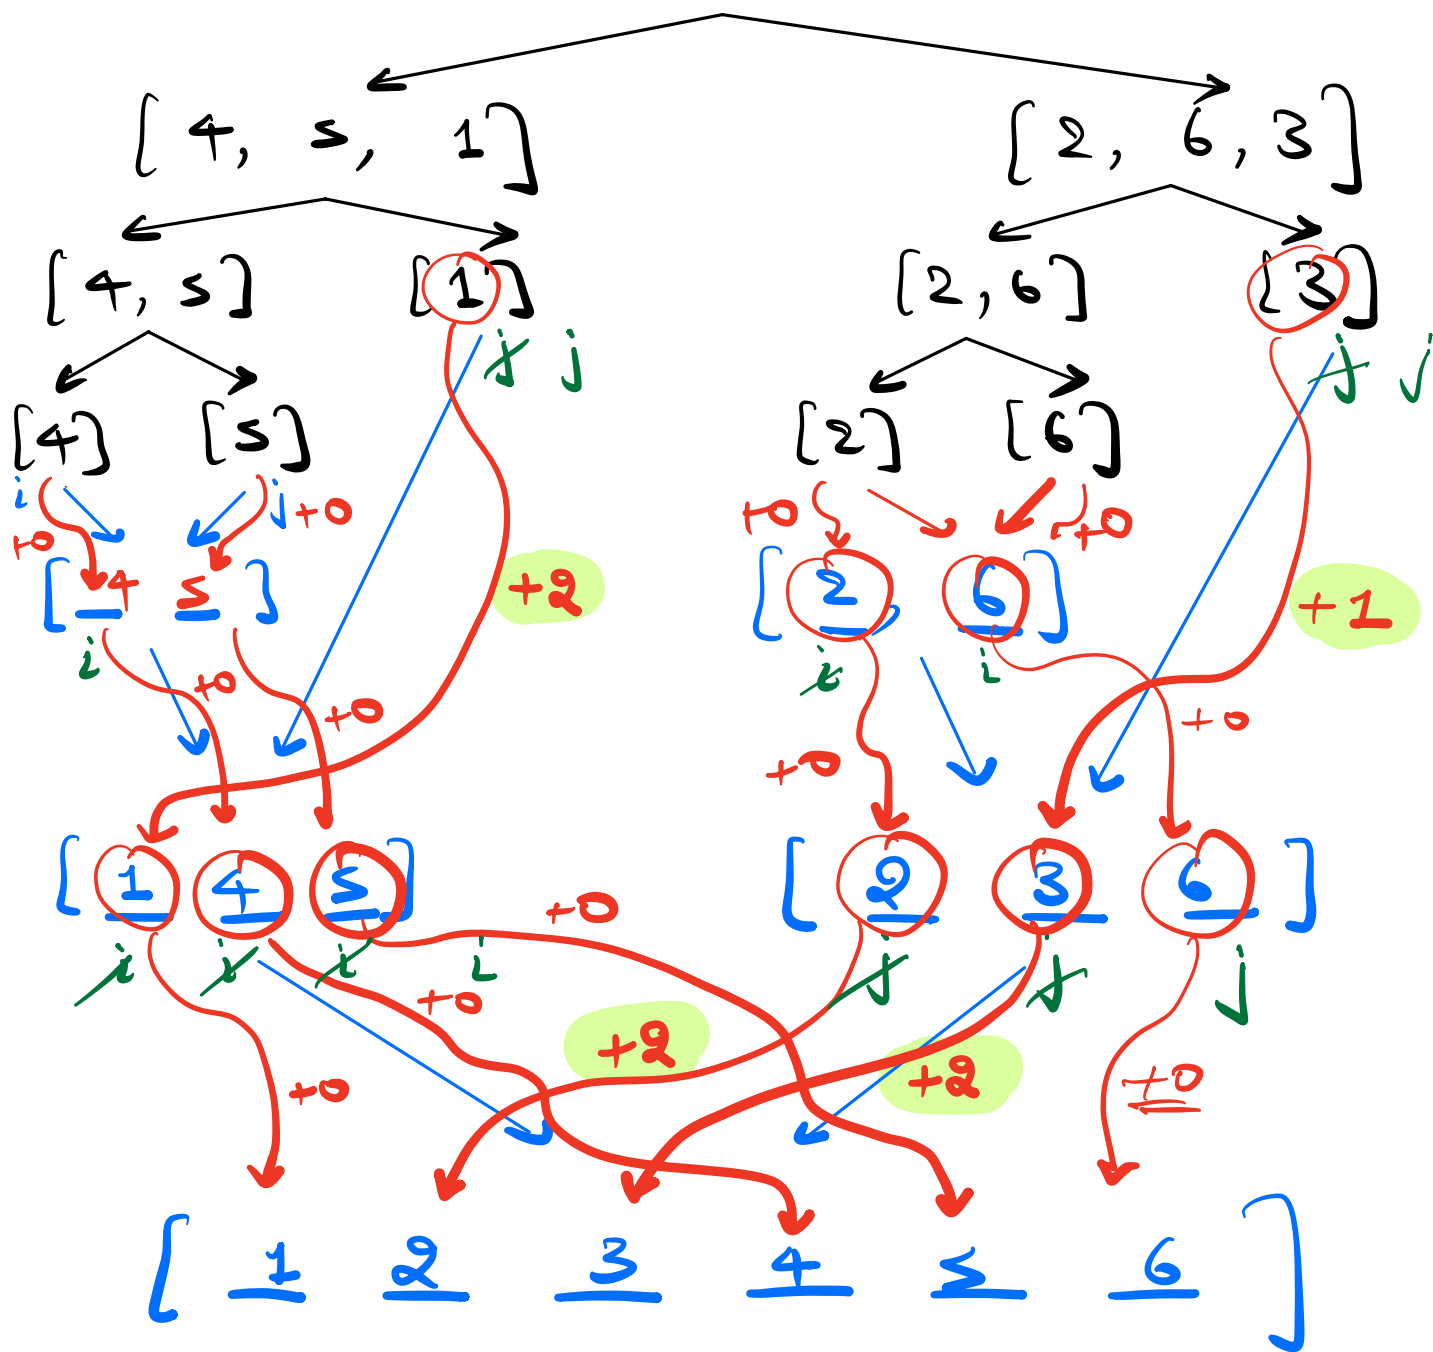 [ 4, 5, 1 ] [ 2, 6, 3 ]
[ 4, 5 ] [ 1 ] [ 2, 6 ] [ 3 ]
j j j j
[ 4 ] [ 5 ] [ 2 ] [ 6 ]
i j +0 +0 +0
+0
[ 4 5 ] +2 [ 2, 6 ] +1
i i i
+0 +0 +0
+0
[ 1 4 5 ] [ 2 3 6 ]
+0
i i i i j j j
+0
+2 +2
+0 +0
[ 1 2 3 4 5 6 ]